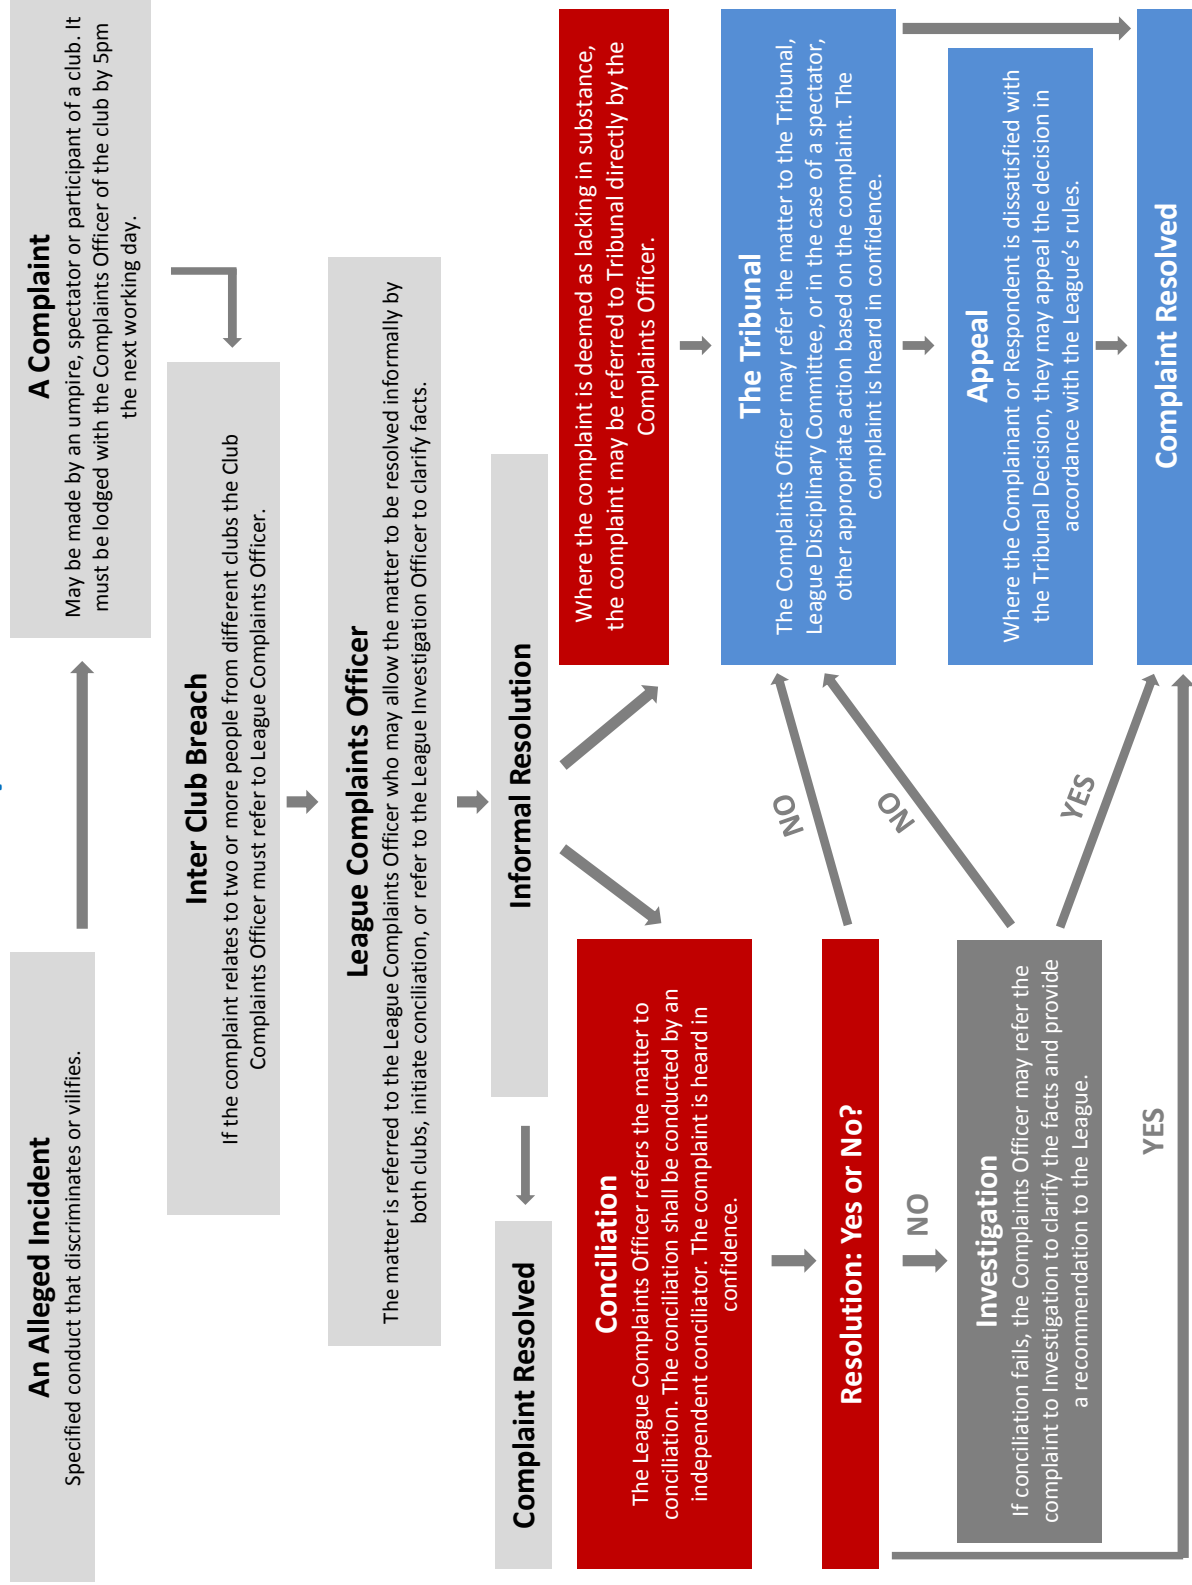 An Alleged Incident
Specified conduct that discriminates or vilifies.
A Complaint
May be made by an umpire, spectator or participant of a club. It
must be lodged with the Complaints Officer of the club by 5pm
the next working day.
Inter Club Breach
If the complaint relates to two or more people from different clubs the Club
Complaints Officer must refer to League Complaints Officer.
League Complaints Officer
The matter is referred to the League Complaints Officer who may allow the matter to be resolved informally by
both clubs, initiate conciliation, or refer to the League Investigation Officer to clarify facts.
Complaint Resolved
Informal Resolution
Conciliation
The League Complaints Officer refers the matter to
conciliation. The conciliation shall be conducted by an
independent conciliator. The complaint is heard in
confidence.
Where the complaint is deemed as lacking in substance,
the complaint may be referred to Tribunal directly by the
Complaints Officer.
Resolution: Yes or No?
NO
NO
The Tribunal
The Complaints Officer may refer the matter to the Tribunal,
League Disciplinary Committee, or in the case of a spectator,
other appropriate action based on the complaint. The
complaint is heard in confidence.
NO
Investigation
If conciliation fails, the Complaints Officer may refer the
complaint to Investigation to clarify the facts and provide
a recommendation to the League.
YES
Appeal
Where the Complainant or Respondent is dissatisfied with
the Tribunal Decision, they may appeal the decision in
accordance with the League's rules.
YES
Complaint Resolved